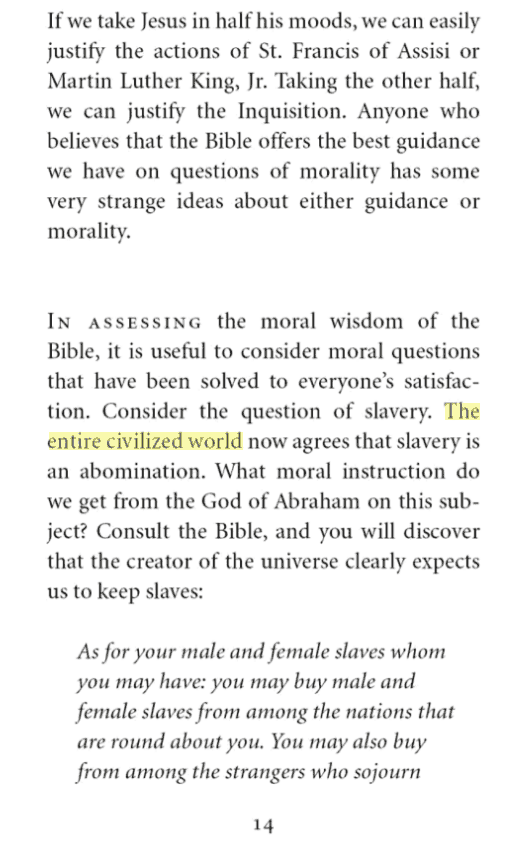 If we take Jesus in half his moods, we can easily
justify the actions of St. Francis of Assisi or
Martin Luther King, Jr. Taking the other half,
we can justify the Inquisition. Anyone who
believes that the Bible offers the best guidance
we have on questions of morality has some
very strange ideas about either guidance or
morality.
IN ASSESSING the moral wisdom of the
Bible, it is useful to consider moral questions
that have been solved to everyone's satisfac-
tion. Consider the question of slavery. The
entire civilized world now agrees that slavery is
an abomination. What moral instruction do
we get from the God of Abraham on this sub-
ject? Consult the Bible, and you will discover
that the creator of the universe clearly expects
us to keep slaves:
As for your male and female slaves whom
you may have: you may buy male and
female slaves from among the nations that
are round about you. You may also buy
from among the strangers who sojourn
14